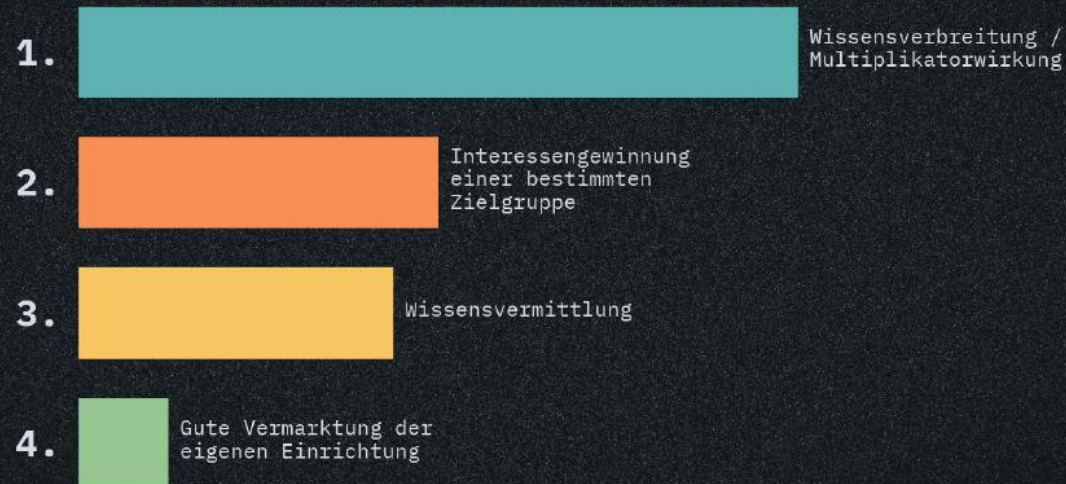 1.
Wissensverbreitung /
Multiplikatorwirkung
2.
Interessengewinnung
einer bestimmten
Zielgruppe
3.
Wissensvermittlung
4.
Gute Vermarktung der
eigenen Einrichtung